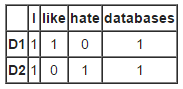 I like hate databases
D1 1 1 0 1
D2 1 0 1 1